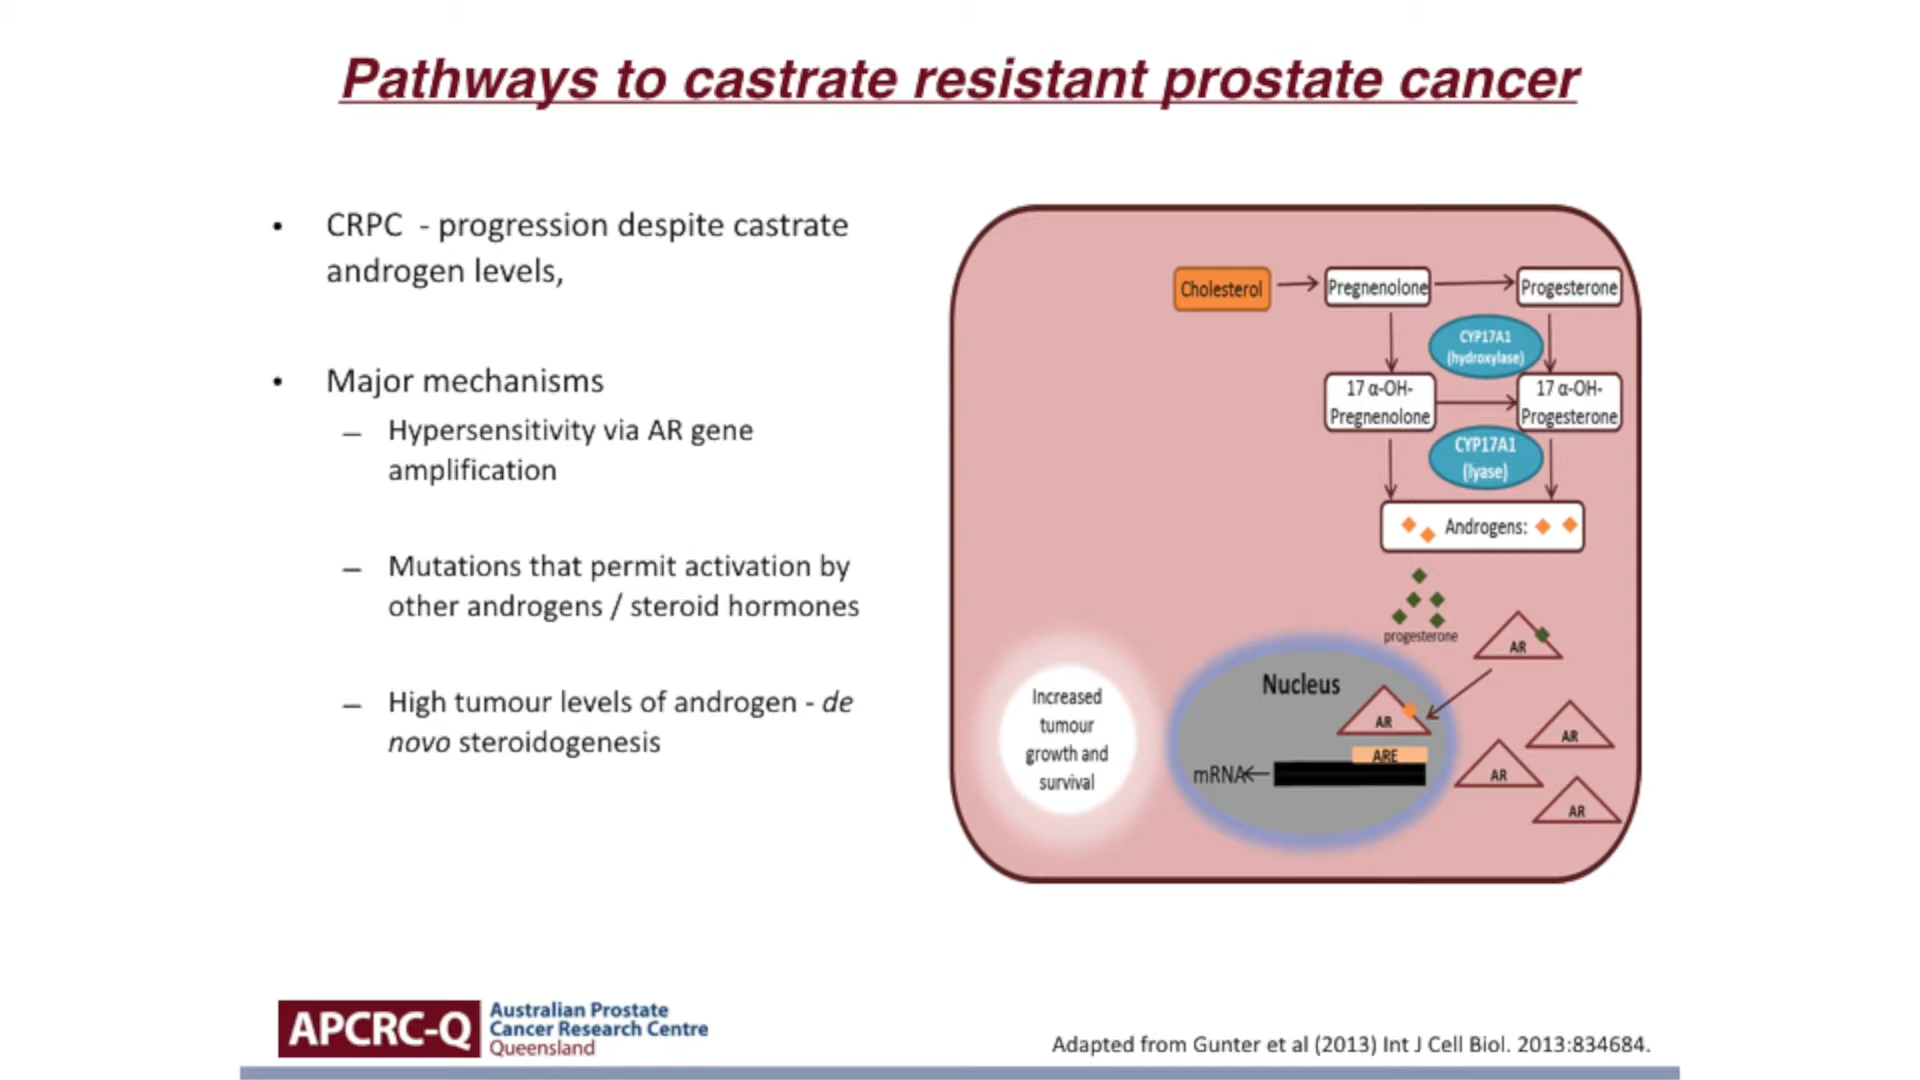 Pathways to castrate resistant prostate cancer
• CRPC - progression despite castrate
androgen levels,
• Major mechanisms
– Hypersensitivity via AR gene
amplification
– Mutations that permit activation by
other androgens / steroid hormones
– High tumour levels of androgen - de
novo steroidogenesis
Cholesterol
Pregnenolone
Progesterone
CYP17A1
(hydroxylase)
17 α-OH-
Pregnenolone
17 α-OH-
Progesterone
CYP17A1
(lyase)
Androgens:
progesterone
AR
Nucleus
AR
ARE
mRNA
Increased
tumour
growth and
survival
AR
AR
AR
APCRC-Q
Australian Prostate
Cancer Research Centre
Queensland
Adapted from Gunter et al (2013) Int J Cell Biol. 2013:834684.